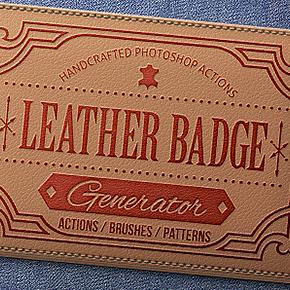 HANDCRAFTED PHOTOSHOP ACTIONS
LEATHER BADGE
Generator
ACTIONS / BRUSHES / PATTERNS